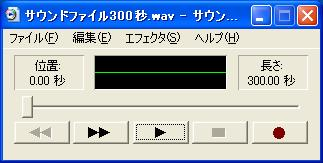 サウンドファイル300秒.wav - サウン...
ファイル(F) 編集(E) エフェクタ(S) ヘルプ(H)
位置:
0.00 秒
長さ:
300.00 秒